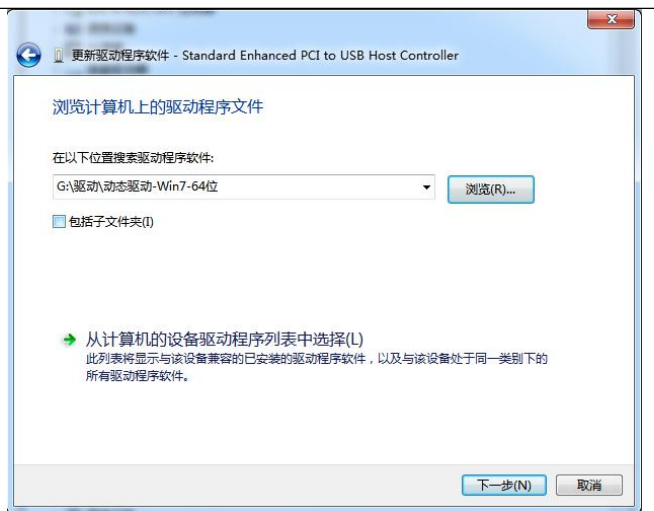 更新驱动程序软件 - Standard Enhanced PCI to USB Host Controller
浏览计算机上的驱动程序文件
在以下位置搜索驱动程序软件:
G:\驱动\动态驱动-Win7-64位
浏览(R)...
包括子文件夹(I)
从计算机的设备驱动程序列表中选择(L)
此列表将显示与该设备兼容的已安装的驱动程序软件，以及与该设备处于同一类别下的
所有驱动程序软件。
下一步(N)
取消